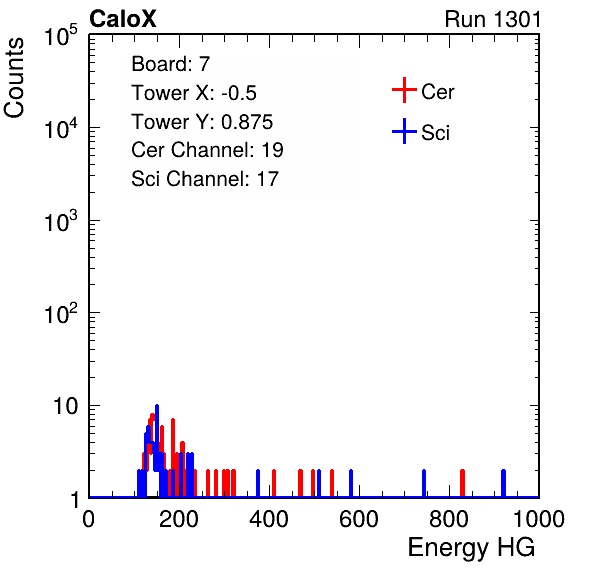 CaloX Run 1301
Counts
10^5
10^4
10^3
10^2
10
1
Board: 7
Tower X: -0.5
Tower Y: 0.875
Cer Channel: 19
Sci Channel: 17
Cer
Sci
0 200 400 600 800 1000
Energy HG